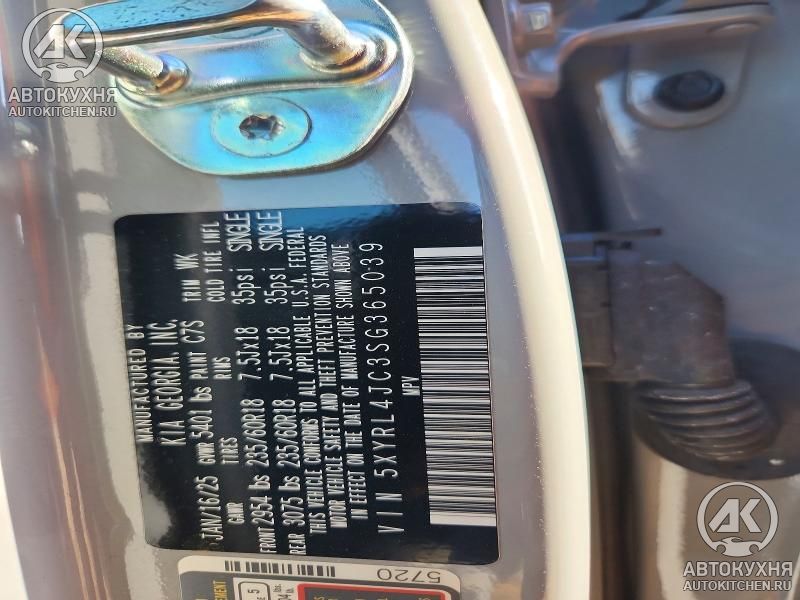 AK
АВТОКУХНЯ
AUTOKITCHEN.RU
MANUFACTURED BY
KIA GEORGIA, INC.
JAN/16/25 GVWR 5401 lbs PAINT C7S TRIM WK
GAWR TIRES RIMS COLD TIRE INFL
FRONT 2954 lbs 235/60R18 7.5Jx18 35psi SINGLE
REAR 3075 lbs 235/60R18 7.5Jx18 35psi SINGLE
THIS VEHICLE CONFORMS TO ALL APPLICABLE U.S.A. FEDERAL
MOTOR VEHICLE SAFETY AND THEFT PREVENTION STANDARDS
IN EFFECT ON THE DATE OF MANUFACTURE SHOWN ABOVE
VIN 5XYRL4JC3SG365039
MPV
5720
AK
АВТОКУХНЯ
AUTOKITCHEN.RU